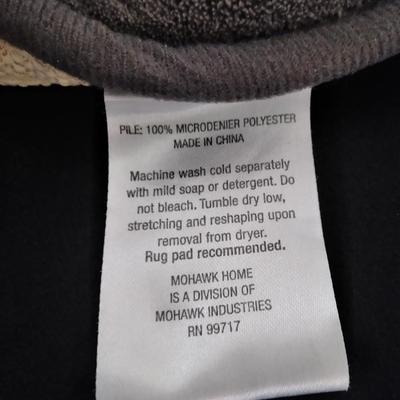 PILE: 100% MICRODENIER POLYESTER
MADE IN CHINA
Machine wash cold separately
with mild soap or detergent. Do
not bleach. Tumble dry low,
stretching and reshaping upon
removal from dryer.
Rug pad recommended.
MOHAWK HOME
IS A DIVISION OF
MOHAWK INDUSTRIES
RN 99717